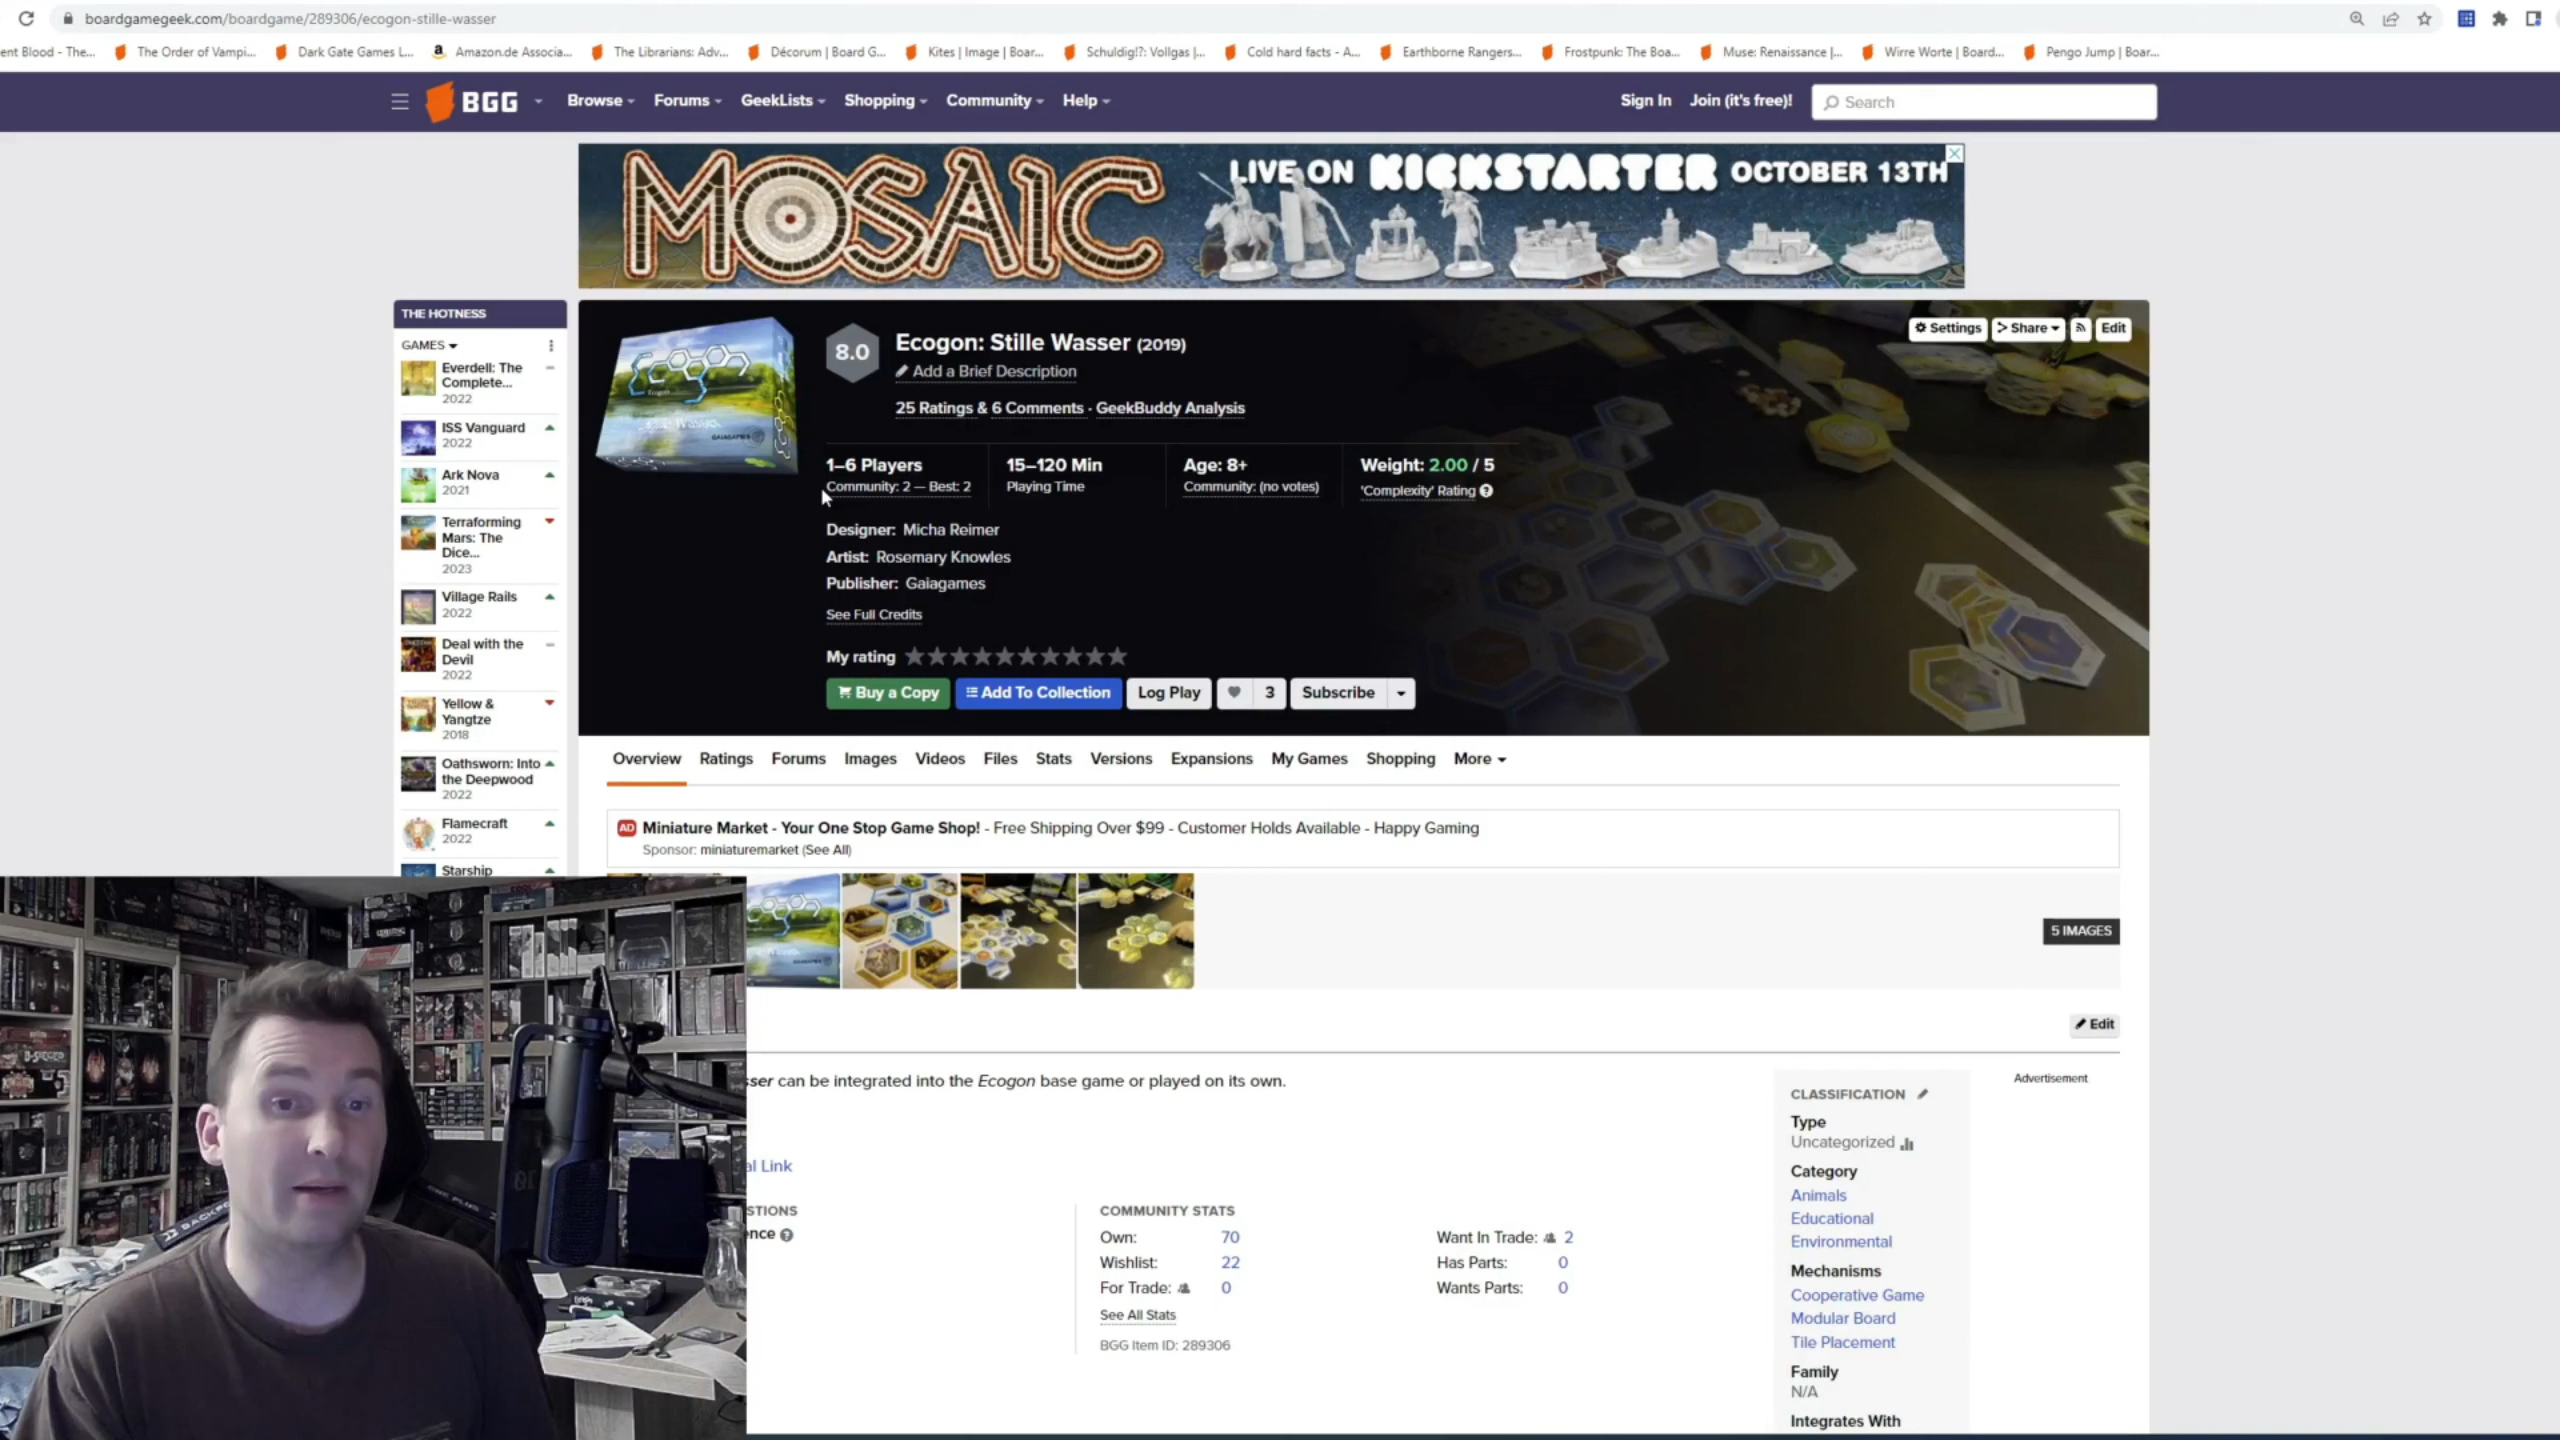 boardgamegeek.com/boardgame/289306/ecogon-stille-wasser
ent Blood - The... The Order of Vampi... Dark Gate Games L... Amazon.de Associa... The Librarians: Adv... Décorum | Board G... Kites | Image | Boar... Schuldig!?: Vollgas |... Cold hard facts - A... Earthborne Rangers... Frostpunk: The Boa... Muse: Renaissance |... Wirre Worte | Board... Pengo Jump | Boar...
BGG Browse Forums GeekLists Shopping Community Help Sign In Join (it's free)! Search
MOSAIC LIVE ON KICKSTARTER OCTOBER 13TH
THE HOTNESS
GAMES
Everdell: The
Complete...
2022
ISS Vanguard
2022
Ark Nova
2021
Terraforming
Mars: The
Dice...
2023
Village Rails
2022
Deal with the
Devil
2022
Yellow &
Yangtze
2018
Oathsworn: Into
the Deepwood
2022
Flamecraft
2022
Starship
Ecogon
Stille Wasser
GAIAGAMES
8.0
Ecogon: Stille Wasser (2019)
Add a Brief Description
25 Ratings & 6 Comments · GeekBuddy Analysis
Settings Share Edit
1–6 Players 15–120 Min Age: 8+ Weight: 2.00 / 5
Community: 2 — Best: 2 Playing Time Community: (no votes) 'Complexity' Rating
Designer: Micha Reimer
Artist: Rosemary Knowles
Publisher: Gaiagames
See Full Credits
My rating
Buy a Copy Add To Collection Log Play 3 Subscribe
Overview Ratings Forums Images Videos Files Stats Versions Expansions My Games Shopping More
AD Miniature Market - Your One Stop Game Shop! - Free Shipping Over $99 - Customer Holds Available - Happy Gaming
Sponsor: miniaturemarket (See All)
5 IMAGES
Edit
sser can be integrated into the Ecogon base game or played on its own.
al Link
STIONS
nce
COMMUNITY STATS
Own: 70
Wishlist: 22
For Trade: 0
See All Stats
BGG Item ID: 289306
Want In Trade: 2
Has Parts: 0
Wants Parts: 0
CLASSIFICATION
Type
Uncategorized
Category
Animals
Educational
Environmental
Mechanisms
Cooperative Game
Modular Board
Tile Placement
Family
N/A
Integrates With
Advertisement